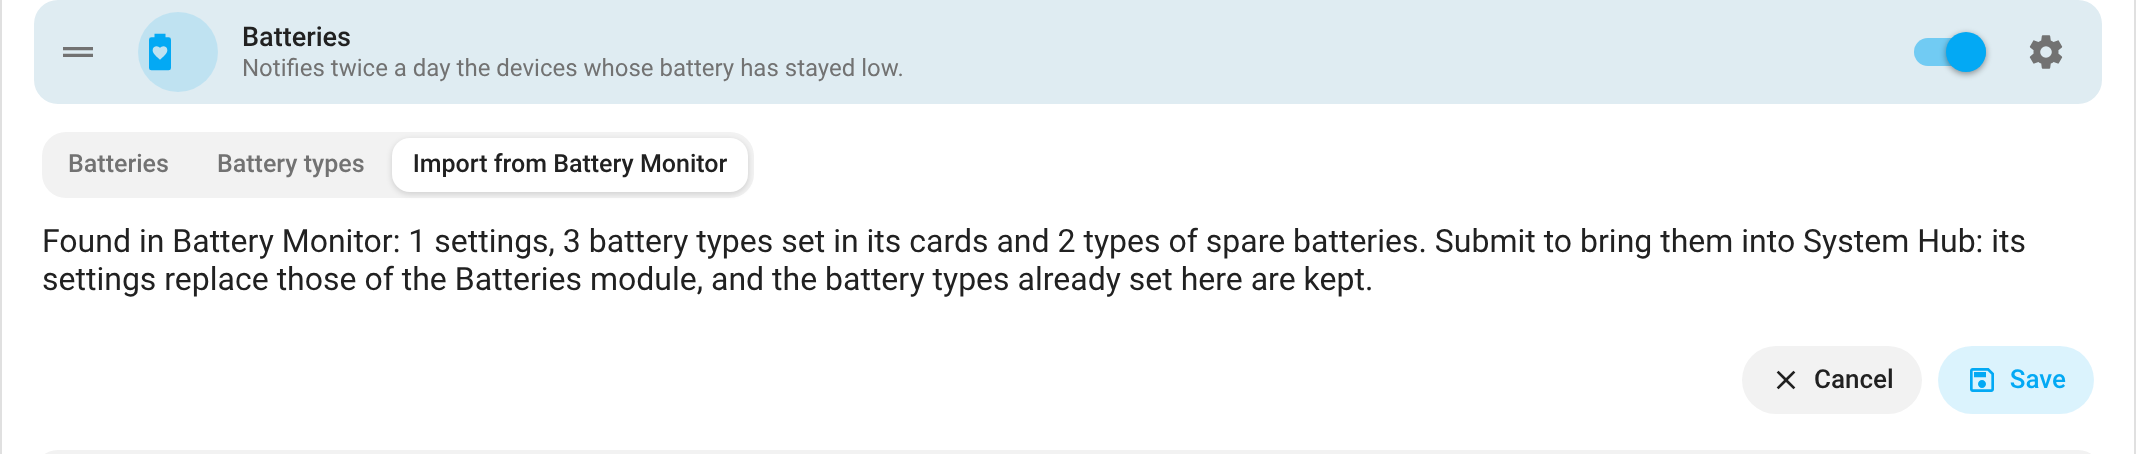 Batteries
Notifies twice a day the devices whose battery has stayed low.
Batteries
Battery types
Import from Battery Monitor
Found in Battery Monitor: 1 settings, 3 battery types set in its cards and 2 types of spare batteries. Submit to bring them into System Hub: its
settings replace those of the Batteries module, and the battery types already set here are kept.
Cancel
Save